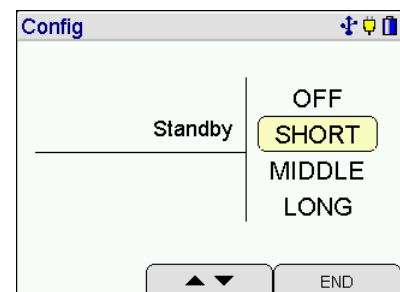 Config
OFF
Standby SHORT
MIDDLE
LONG
END